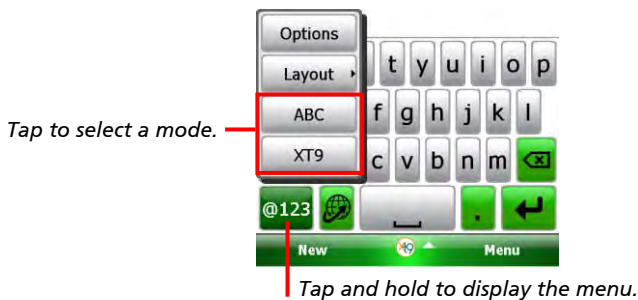 Options
Layout
t y u i o p
ABC
f g h j k l
Tap to select a mode.
XT9
c v b n m
@123 .
New
Menu
Tap and hold to display the menu.